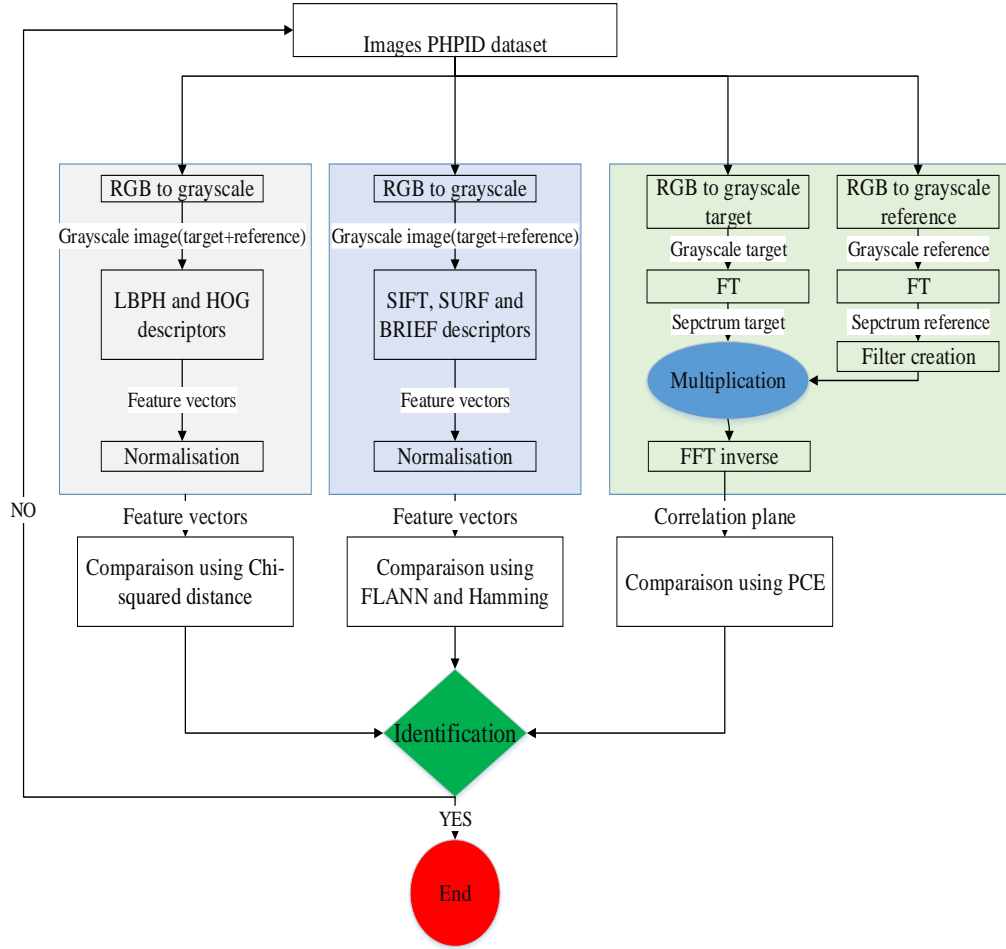 Images PHPID dataset
RGB to grayscale
Grayscale image(target+reference)
LBPH and HOG
descriptors
Feature vectors
Normalisation
Feature vectors
Comparaison using Chi-
squared distance
RGB to grayscale
Grayscale image(target+reference)
SIFT, SURF and
BRIEF descriptors
Feature vectors
Normalisation
Feature vectors
Comparaison using
FLANN and Hamming
RGB to grayscale
target
Grayscale target
FT
Sepctrum target
Multiplication
FFT inverse
Correlation plane
Comparaison using PCE
RGB to grayscale
reference
Grayscale reference
FT
Sepctrum reference
Filter creation
Identification
NO
YES
End